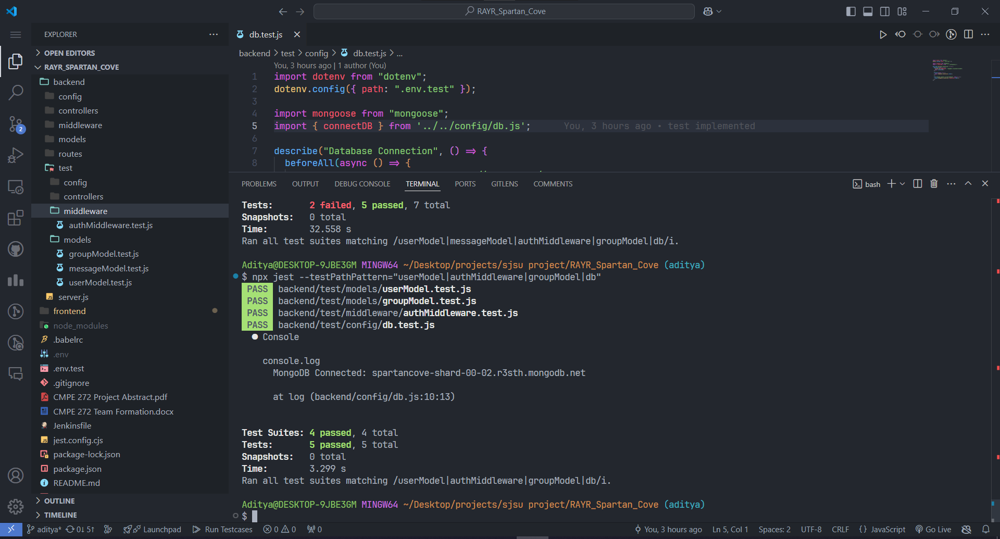 RAYR_Spartan_Cove
EXPLORER
OPEN EDITORS
RAYR_SPARTAN_COVE
backend
config
controllers
middleware
models
routes
test
config
controllers
middleware
authMiddleware.test.js
models
groupModel.test.js
messageModel.test.js
userModel.test.js
server.js
frontend
node_modules
.babelrc
.env
.env.test
.gitignore
CMPE 272 Project Abstract.pdf
CMPE 272 Team Formation.docx
Jenkinsfile
jest.config.cjs
package-lock.json
package.json
README.md
OUTLINE
TIMELINE
2
db.test.js
backend > test > config > db.test.js > ...
You, 3 hours ago | 1 author (You)
1 import dotenv from "dotenv";
2 dotenv.config({ path: ".env.test" });
3
4 import mongoose from "mongoose";
5 import { connectDB } from '../../config/db.js'; You, 3 hours ago • test implemented
6
7 describe("Database Connection", () => {
8 beforeAll(async () => {
PROBLEMS OUTPUT DEBUG CONSOLE TERMINAL PORTS GITLENS COMMENTS
bash
Tests: 2 failed, 5 passed, 7 total
Snapshots: 0 total
Time: 32.558 s
Ran all test suites matching /userModel|messageModel|authMiddleware|groupModel|db/i.
Aditya@DESKTOP-9JBE3GM MINGW64 ~/Desktop/projects/sjsu project/RAYR_Spartan_Cove (aditya)
$ npx jest --testPathPattern="userModel|authMiddleware|groupModel|db"
PASS backend/test/models/userModel.test.js
PASS backend/test/models/groupModel.test.js
PASS backend/test/middleware/authMiddleware.test.js
PASS backend/test/config/db.test.js
● Console
console.log
MongoDB Connected: spartancove-shard-00-02.r3sth.mongodb.net
at log (backend/config/db.js:10:13)
Test Suites: 4 passed, 4 total
Tests: 5 passed, 5 total
Snapshots: 0 total
Time: 3.299 s
Ran all test suites matching /userModel|authMiddleware|groupModel|db/i.
Aditya@DESKTOP-9JBE3GM MINGW64 ~/Desktop/projects/sjsu project/RAYR_Spartan_Cove (aditya)
$
aditya* 0↓ 5↑ Launchpad Run Testcases 0 0 0 You, 3 hours ago Ln 5, Col 1 Spaces: 2 UTF-8 CRLF {} JavaScript Go Live